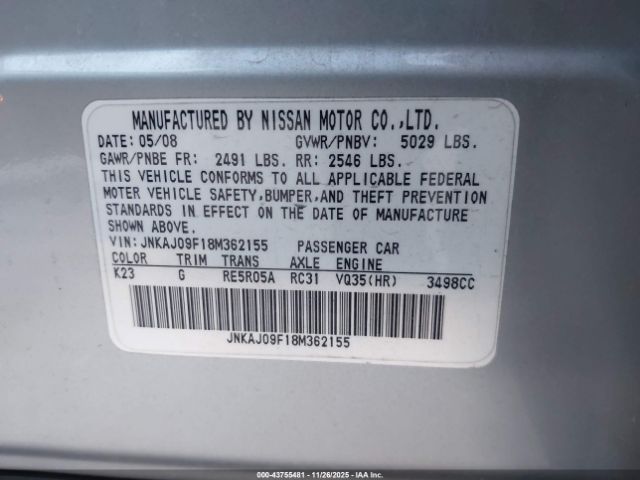 MANUFACTURED BY NISSAN MOTOR CO.,LTD.
DATE: 05/08 GVWR/PNBV: 5029 LBS.
GAWR/PNBE FR: 2491 LBS. RR: 2546 LBS.
THIS VEHICLE CONFORMS TO ALL APPLICABLE FEDERAL
MOTOR VEHICLE SAFETY,BUMPER,AND THEFT PREVENTION
STANDARDS IN EFFECT ON THE DATE OF MANUFACTURE
SHOWN ABOVE.
VIN: JNKAJ09F18M362155 PASSENGER CAR
COLOR TRIM TRANS AXLE ENGINE
K23 G RE5R05A RC31 VQ35(HR) 3498CC
JNKAJ09F18M362155
000-43755481 | 11/26/2025 | IAA Inc.